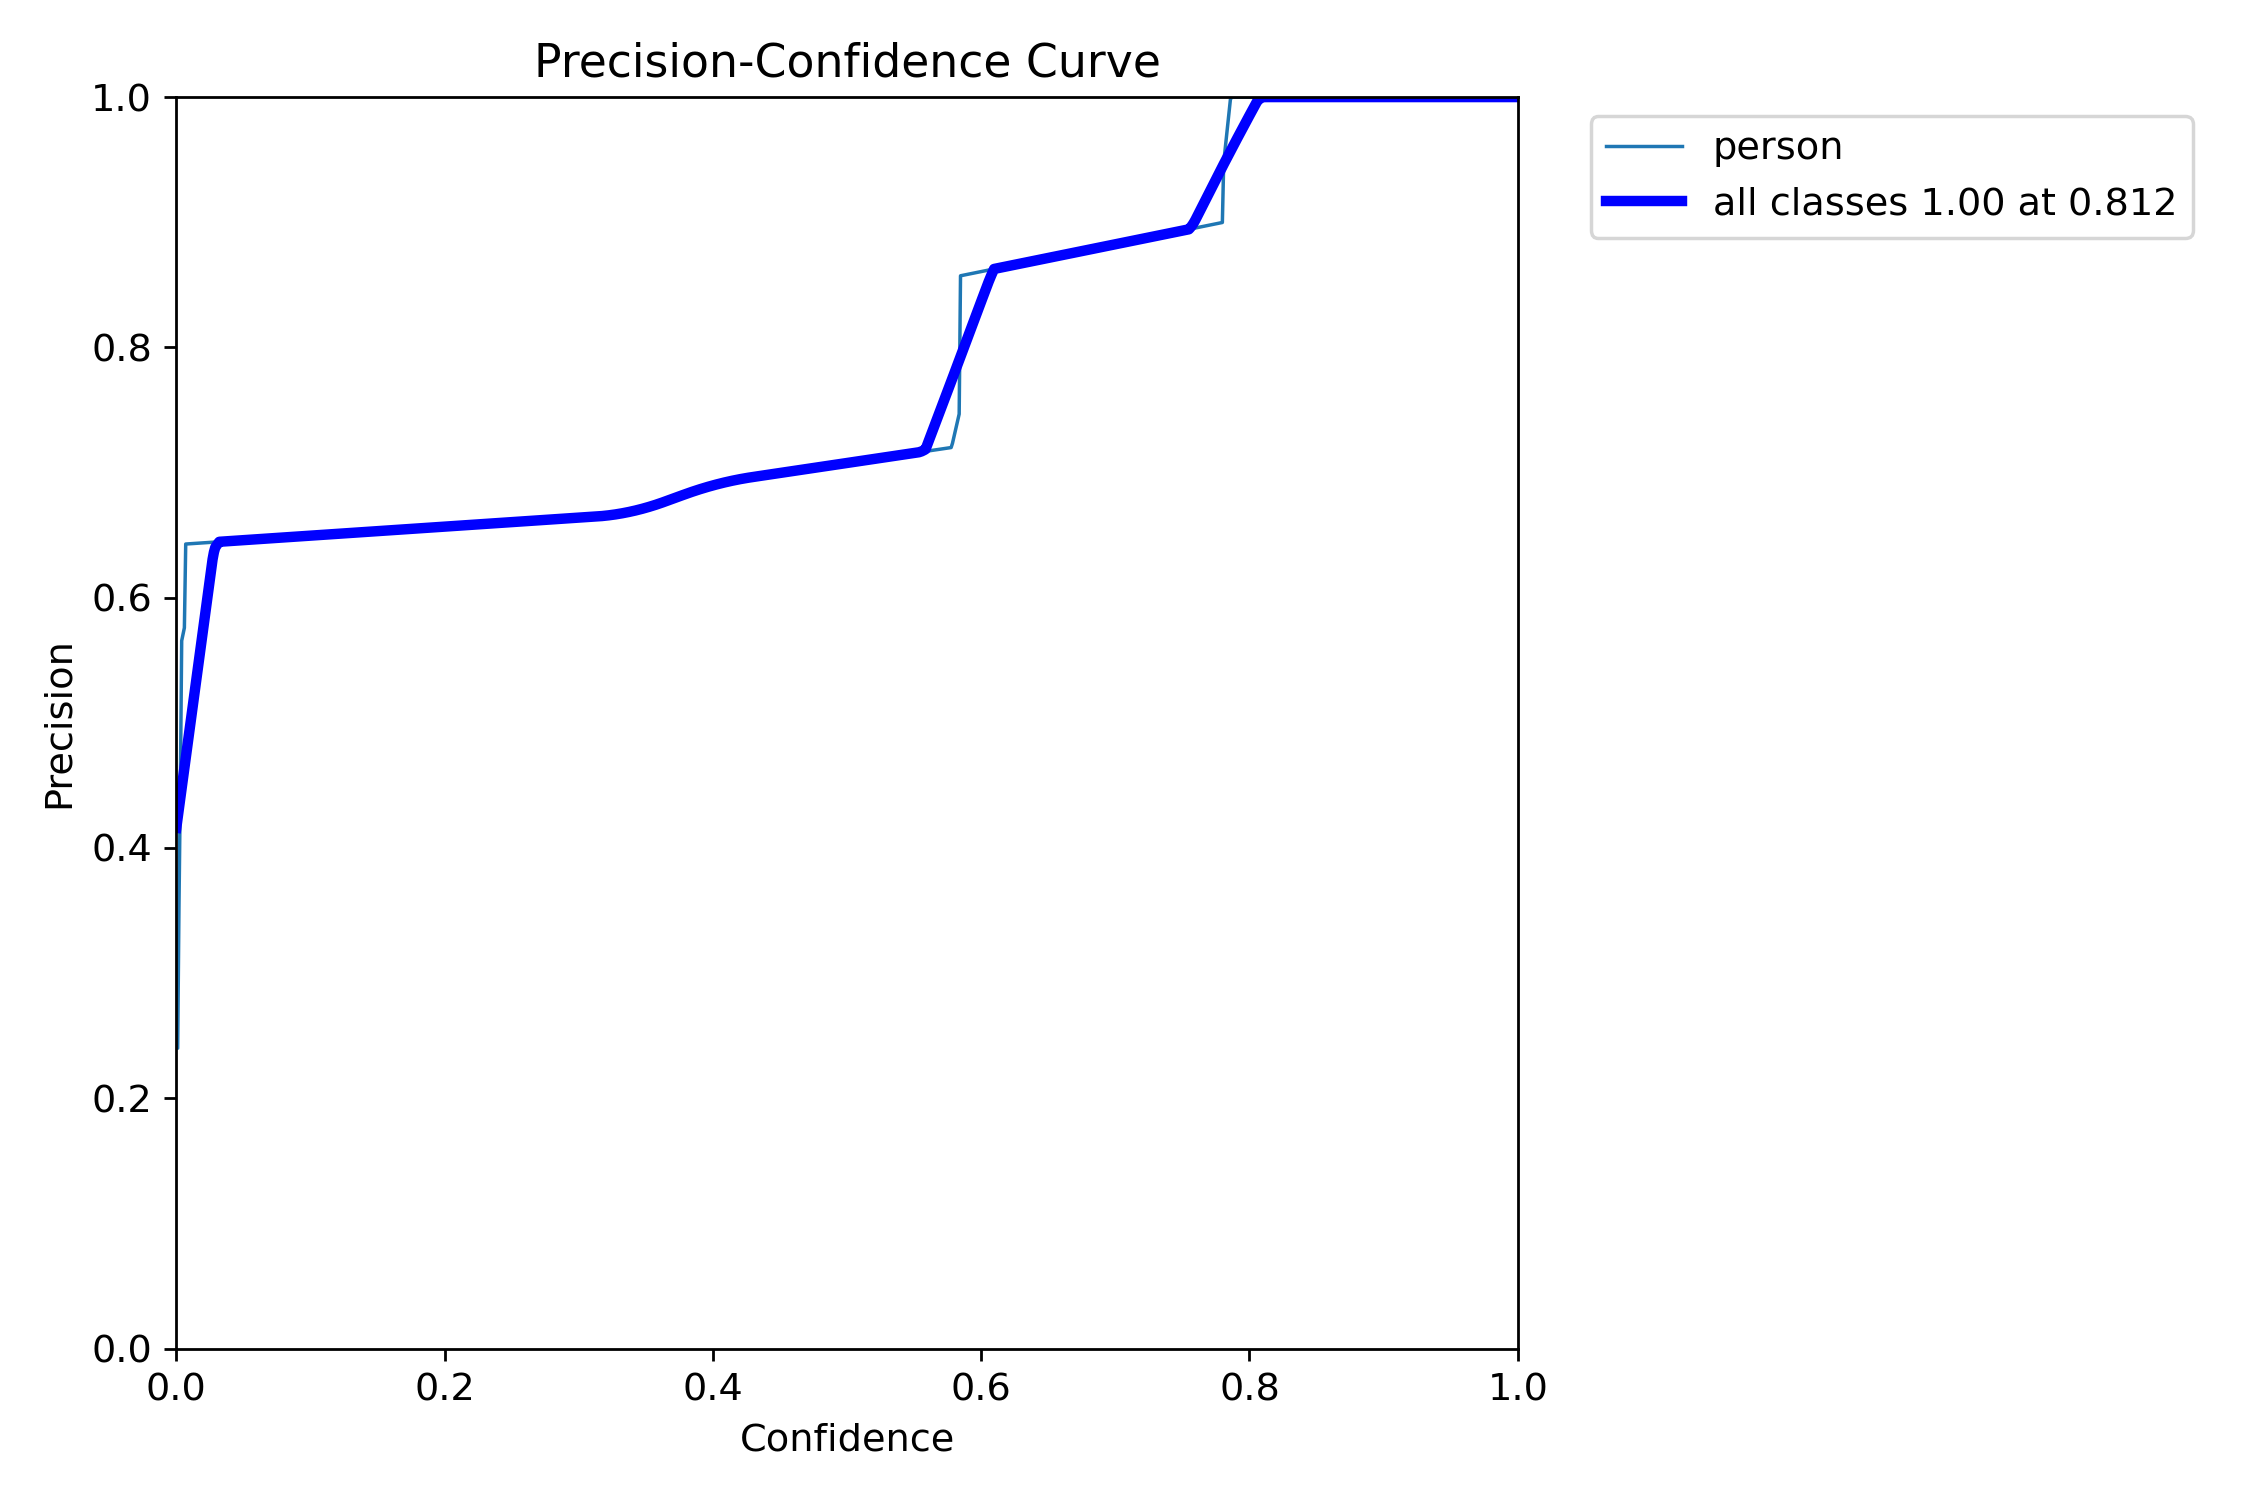 Precision-Confidence Curve
1.0
0.8
0.6
0.4
0.2
0.0
Precision
0.0 0.2 0.4 0.6 0.8 1.0
Confidence
person
all classes 1.00 at 0.812